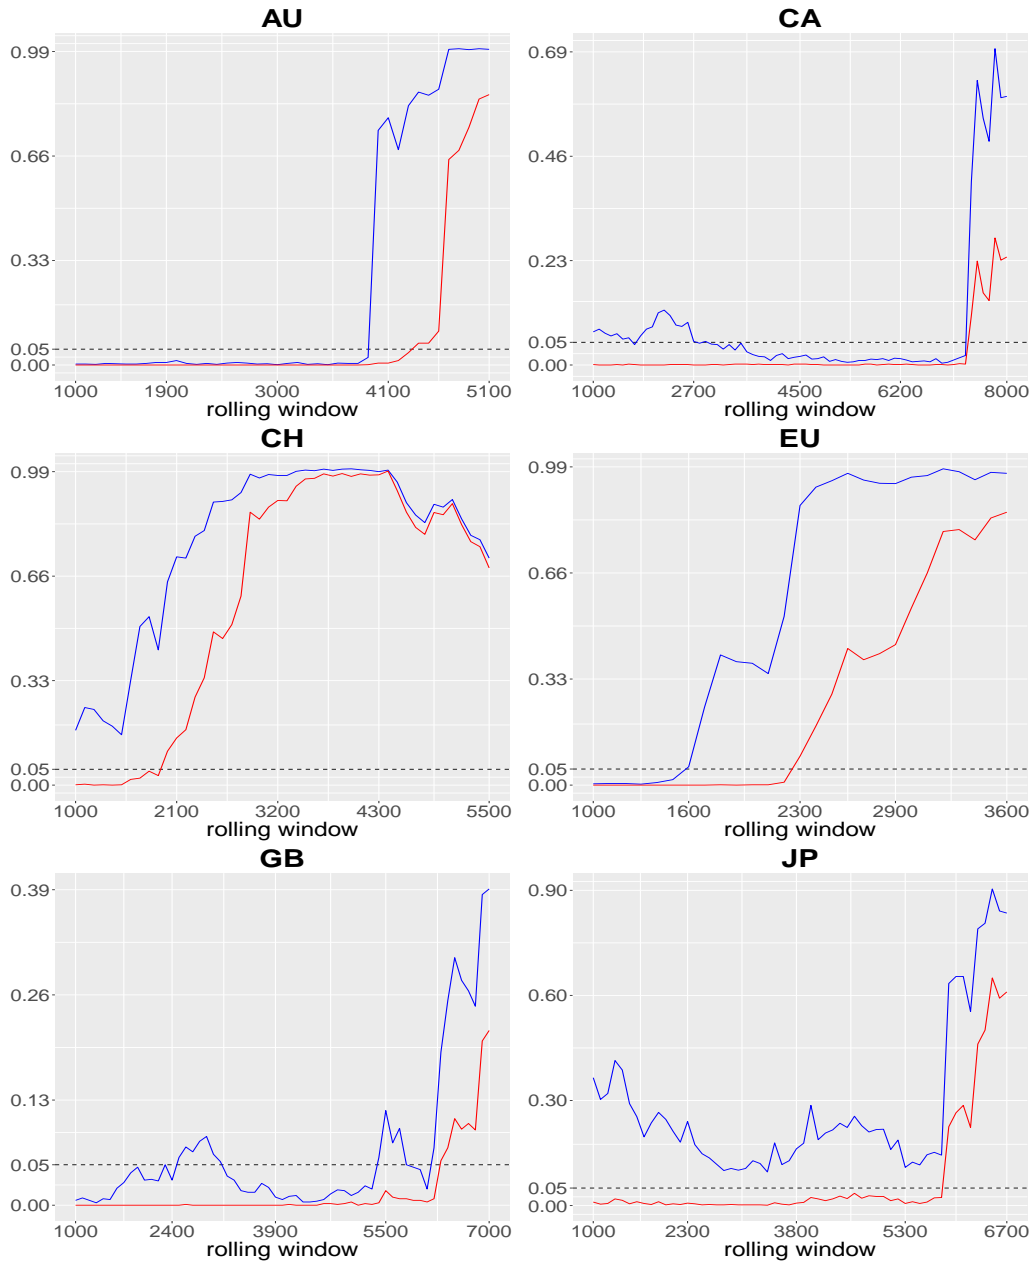 AU
0.99
0.66
0.33
0.05
0.00
1000 1900 3000 4100 5100
rolling window
CA
0.69
0.46
0.23
0.05
0.00
1000 2700 4500 6200 8000
rolling window
CH
0.99
0.66
0.33
0.05
0.00
1000 2100 3200 4300 5500
rolling window
EU
0.99
0.66
0.33
0.05
0.00
1000 1600 2300 2900 3600
rolling window
GB
0.39
0.26
0.13
0.05
0.00
1000 2400 3900 5500 7000
rolling window
JP
0.90
0.60
0.30
0.05
0.00
1000 2300 3800 5300 6700
rolling window